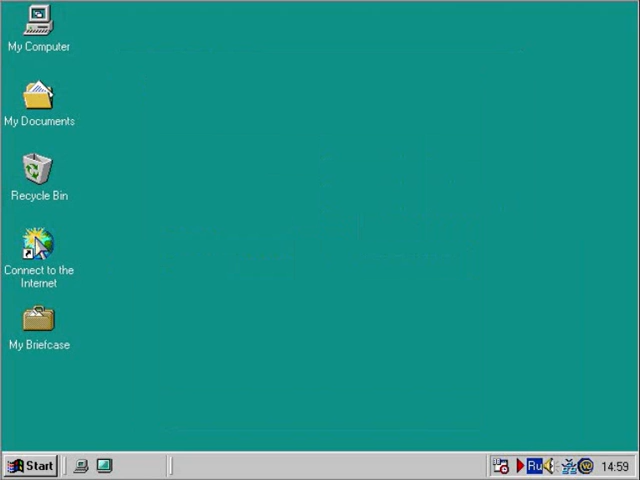 My Computer
My Documents
Recycle Bin
Connect to the
Internet
My Briefcase
Start
Ru
W
14:59